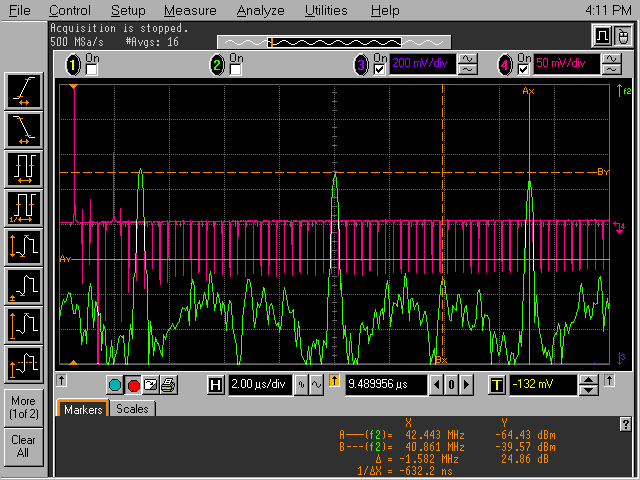 File Control Setup Measure Analyze Utilities Help 4:11 PM
Acquisition is stopped.
500 MSa/s #Avgs: 16
1 On 2 On 3 On 200 mV/div 4 On 50 mV/div
Ax
f2
By
4
Ay
3
Bx
More
(1of 2)
Clear
All
H 2.00 µs/div 9.489956 µs 0 T -132 mV
Markers Scales
?
X Y
A---(f2)= 42.443 MHz -64.43 dBm
B---(f2)= 40.861 MHz -39.57 dBm
Δ = -1.582 MHz 24.86 dB
1/ΔX = -632.2 ns